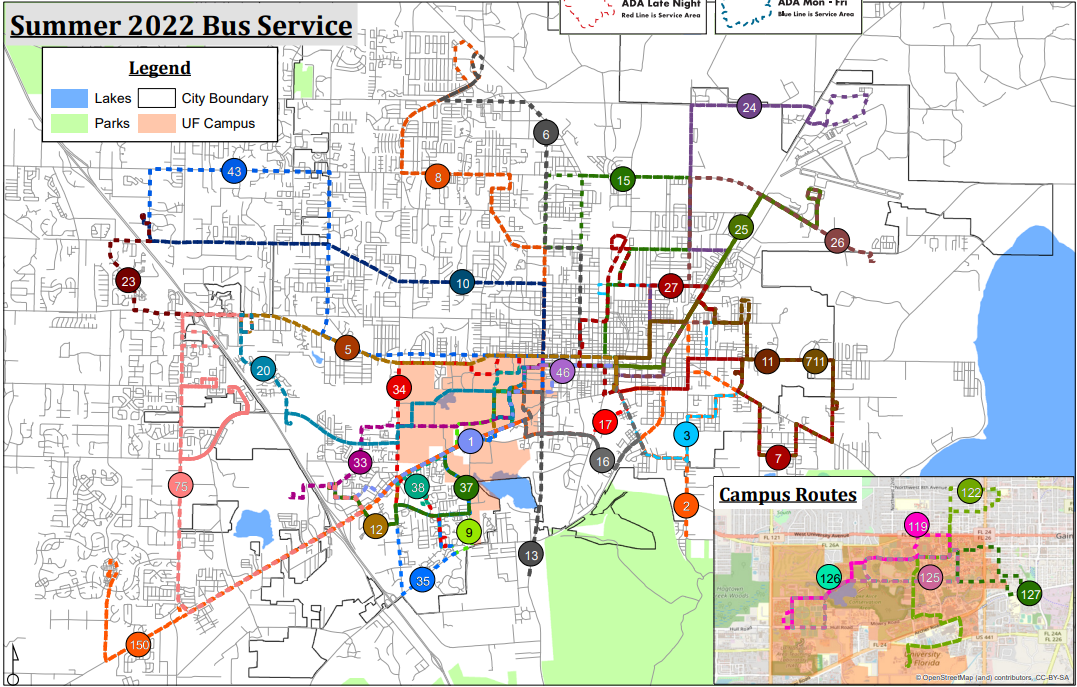 Summer 2022 Bus Service
ADA Late Night
Red Line is Service Area
ADA Mon - Fri
Blue Line is Service Area
Legend
Lakes
City Boundary
Parks
UF Campus
24
6
43
8
15
25
26
23
10
27
5
20
46
11
711
34
17
3
1
16
7
33
75
38
37
2
12
9
13
35
150
Campus Routes
122
119
126
125
127
West University Avenue
FL 121
FL 26A
FL 24
FL 26
Gain
Hull Road
US 441
FL 24
FL 24A
FL 226
University
of Florida
© OpenStreetMap (and) contributors, CC-BY-SA